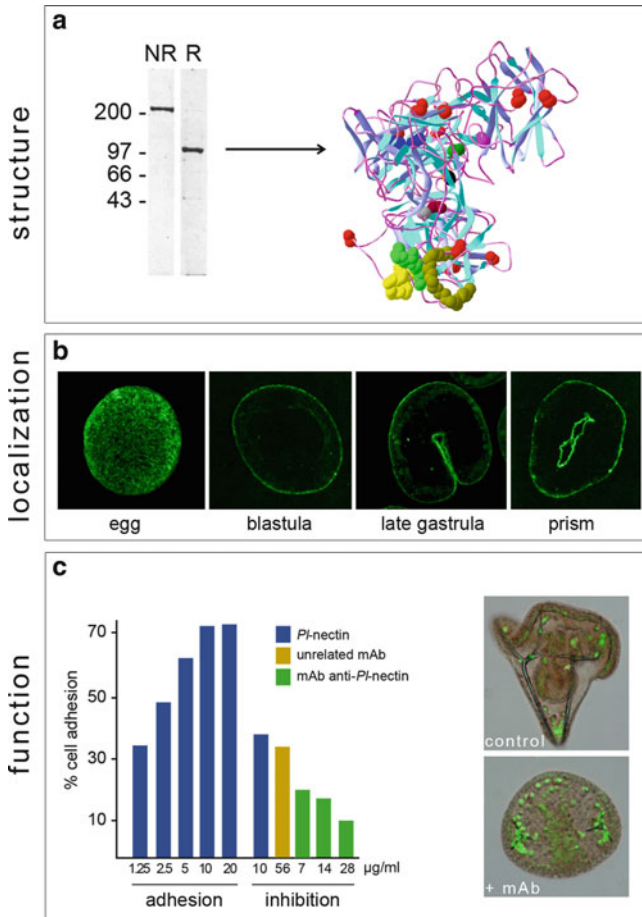 structure
a
NR R
200 -
97 -
66 -
43 -
localization
b
egg blastula late gastrula prism
function
c
% cell adhesion
70
50
30
10
Pl-nectin
unrelated mAb
mAb anti-Pl-nectin
1.25 2.5 5 10 20 10 56 7 14 28 µg/ml
adhesion inhibition
control
+ mAb